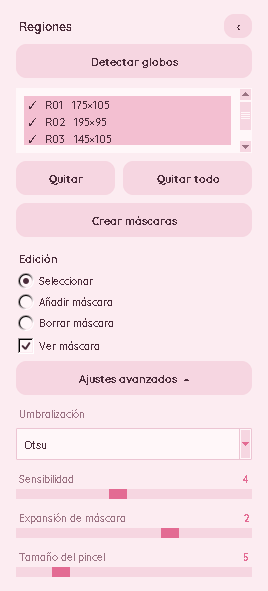 Regiones
‹
Detectar globos
✓ R01 175×105
✓ R02 195×95
✓ R03 145×105
Quitar Quitar todo
Crear máscaras
Edición
Seleccionar
Añadir máscara
Borrar máscara
Ver máscara
Ajustes avanzados
Umbralización
Otsu
Sensibilidad 4
Expansión de máscara 2
Tamaño del pincel 5